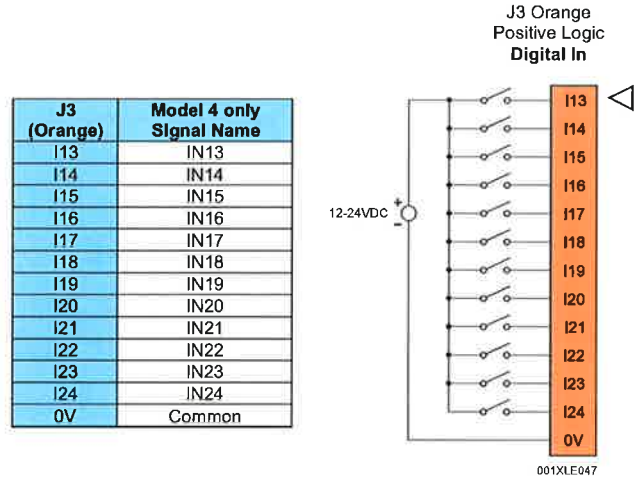 J3 Orange
Positive Logic
Digital In
J3 (Orange) Model 4 only Signal Name
I13 IN13
I14 IN14
I15 IN15
I16 IN16
I17 IN17
I18 IN18
I19 IN19
I20 IN20
I21 IN21
I22 IN22
I23 IN23
I24 IN24
0V Common
12-24VDC
+
-
I13
I14
I15
I16
I17
I18
I19
I20
I21
I22
I23
I24
0V
001XLE047